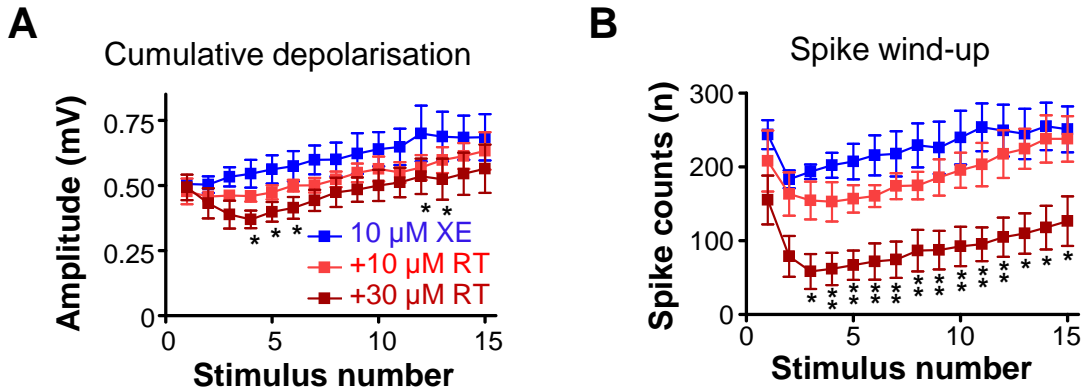 A
Cumulative depolarisation
Amplitude (mV)
0.75
0.50
0.25
0
0 5 10 15
Stimulus number
* * * * *
10 µM XE
+10 µM RT
+30 µM RT
B
Spike wind-up
Spike counts (n)
300
200
100
0
0 5 10 15
Stimulus number
* ** ** ** ** ** ** ** ** ** * * *